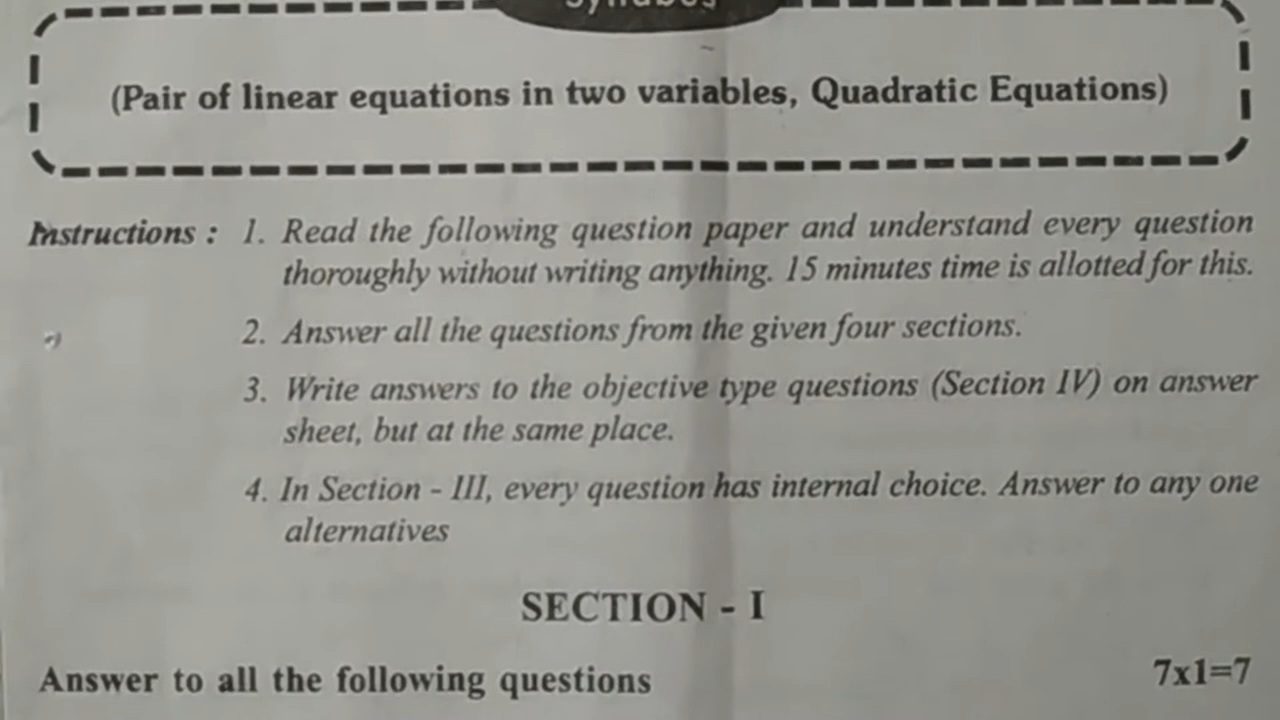 Syllabus
(Pair of linear equations in two variables, Quadratic Equations)
Instructions : 1. Read the following question paper and understand every question
thoroughly without writing anything. 15 minutes time is allotted for this.
2. Answer all the questions from the given four sections.
3. Write answers to the objective type questions (Section IV) on answer
sheet, but at the same place.
4. In Section - III, every question has internal choice. Answer to any one
alternatives
SECTION - I
Answer to all the following questions 7x1=7